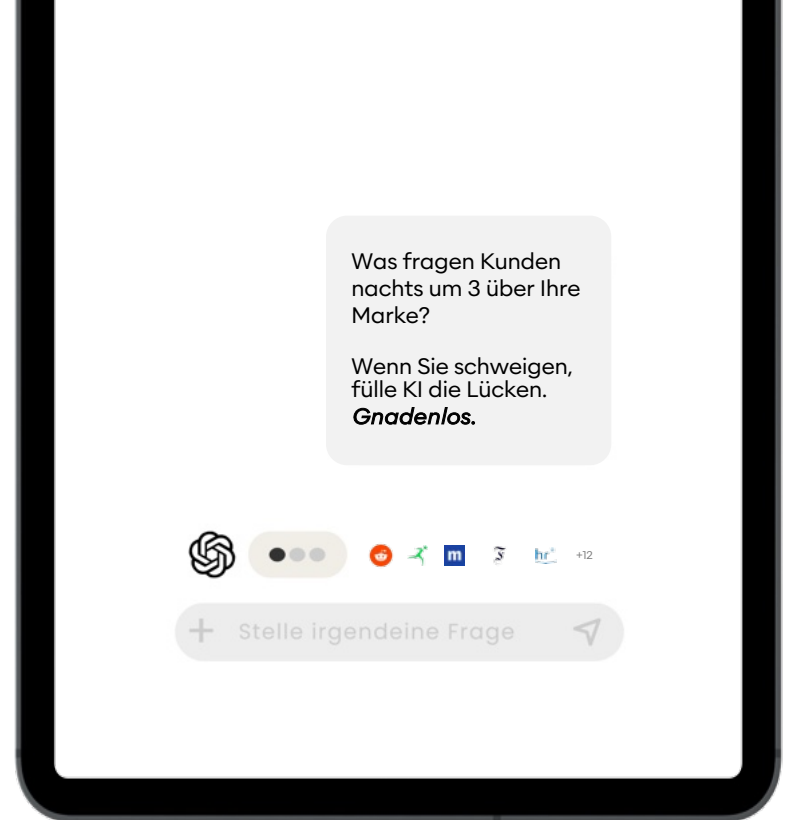 Was fragen Kunden
nachts um 3 über Ihre
Marke?
Wenn Sie schweigen,
fülle KI die Lücken.
Gnadenlos.
m
hr
+12
Stelle irgendeine Frage